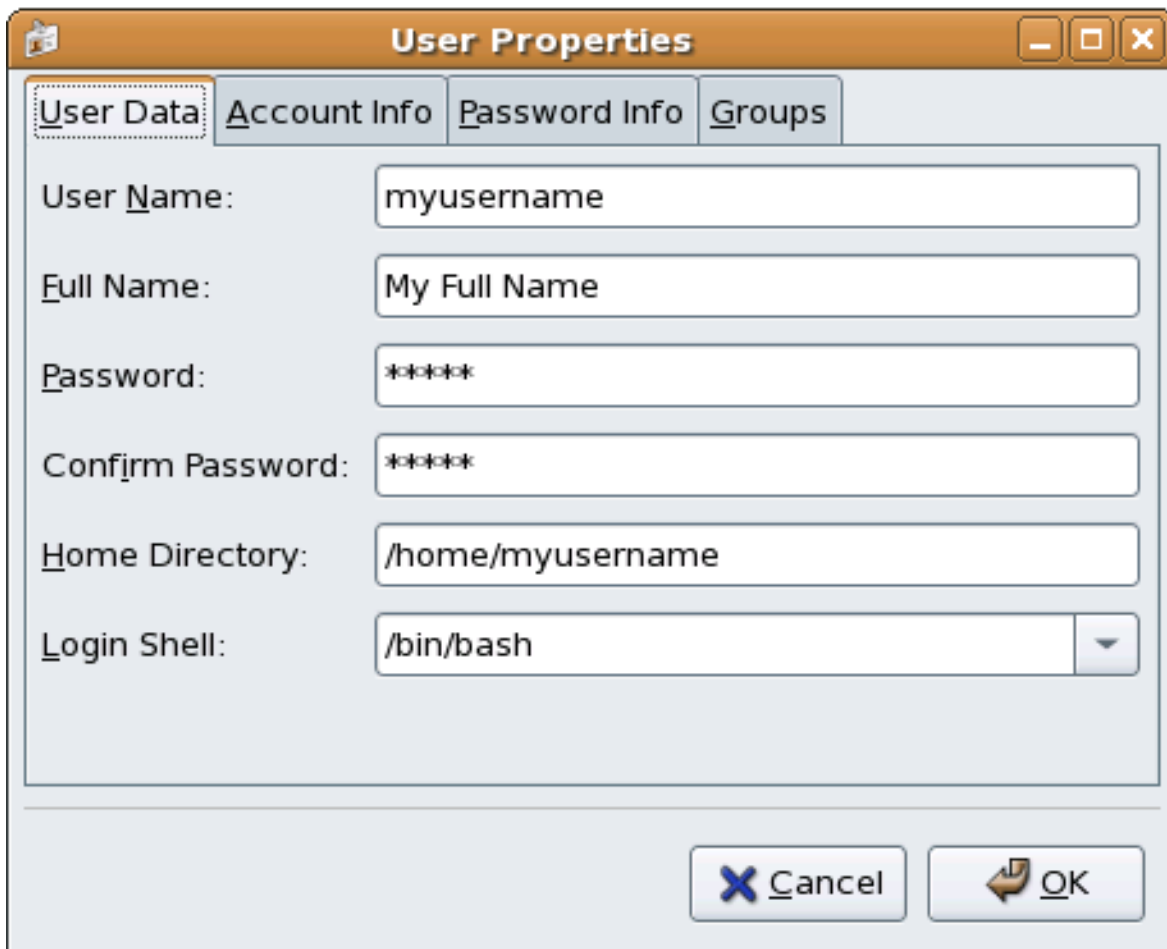 User Properties
User Data Account Info Password Info Groups
User Name: myusername
Full Name: My Full Name
Password: *****
Confirm Password: *****
Home Directory: /home/myusername
Login Shell: /bin/bash
Cancel OK